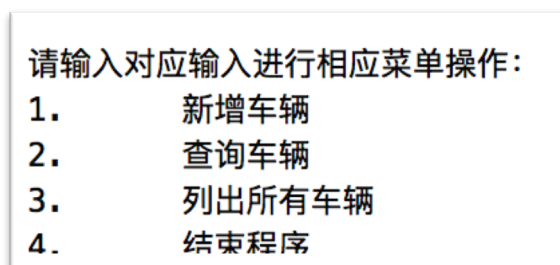 请输入对应输入进行相应菜单操作：
1. 新增车辆
2. 查询车辆
3. 列出所有车辆
4. 结束程序